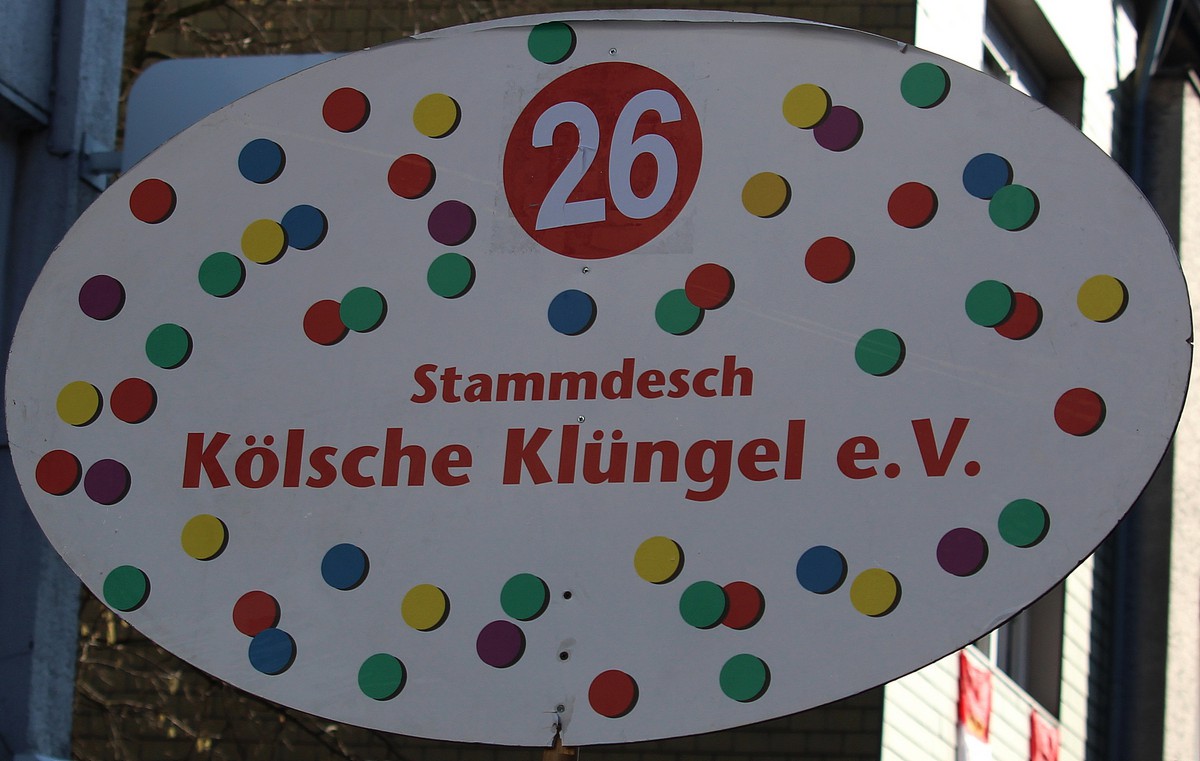 26
Stammdesch
Kölsche Klüngel e.V.